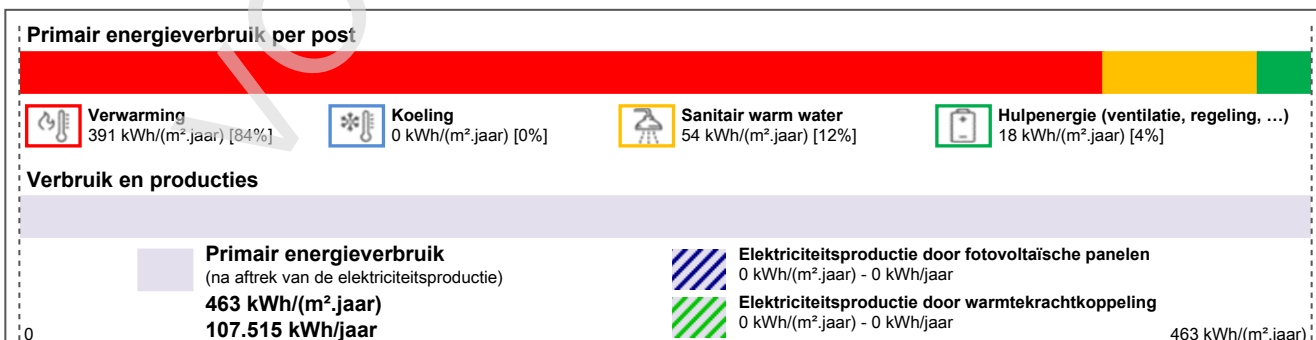 Primair energieverbruik per post
Verwarming
391 kWh/(m².jaar) [84%]
Koeling
0 kWh/(m².jaar) [0%]
Sanitair warm water
54 kWh/(m².jaar) [12%]
Hulpenergie (ventilatie, regeling, …)
18 kWh/(m².jaar) [4%]
Verbruik en producties
Primair energieverbruik
(na aftrek van de elektriciteitsproductie)
463 kWh/(m².jaar)
107.515 kWh/jaar
Elektriciteitsproductie door fotovoltaïsche panelen
0 kWh/(m².jaar) - 0 kWh/jaar
Elektriciteitsproductie door warmtekrachtkoppeling
0 kWh/(m².jaar) - 0 kWh/jaar
0
463 kWh/(m².jaar)